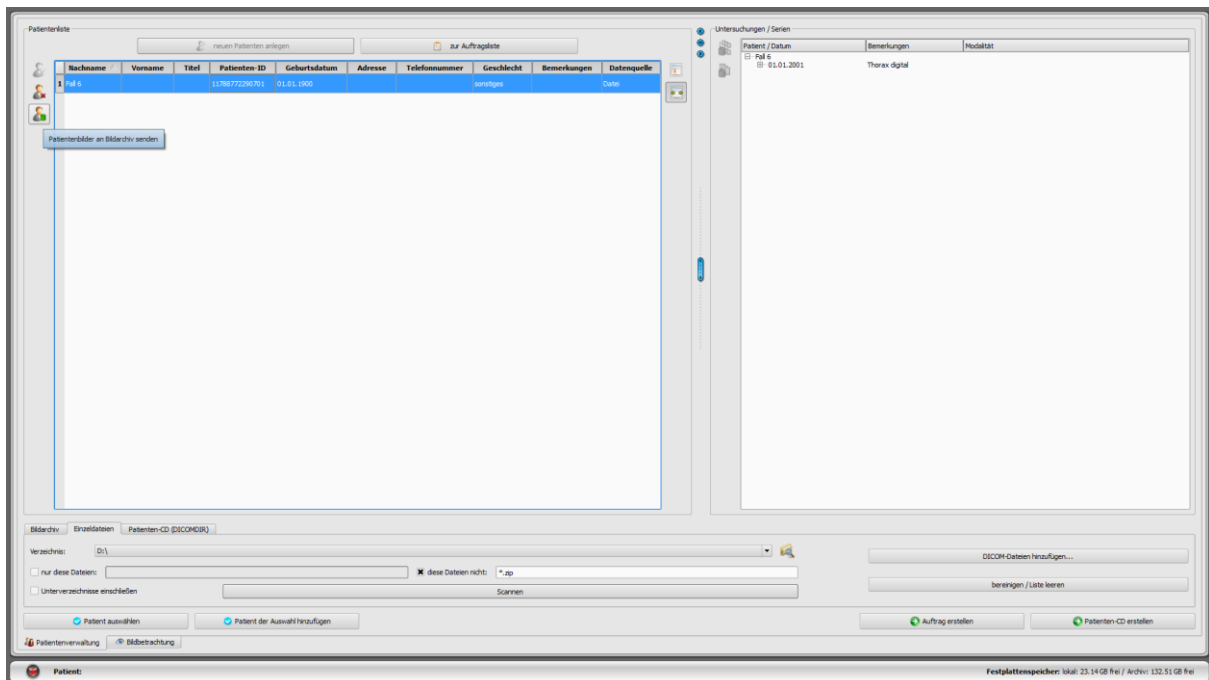 Patientenliste
neuen Patienten anlegen
zur Auftragsliste
Nachname Vorname Titel Patienten-ID Geburtsdatum Adresse Telefonnummer Geschlecht Bemerkungen Datenquelle
1 Fall 6 11788772290701 01.01.1900 sonstiges Datei
Patientenbilder an Bildarchiv senden
Untersuchungen / Serien
Patient / Datum Bemerkungen Modalität
Fall 6
01.01.2001 Thorax digital
Bildarchiv Einzeldateien Patienten-CD (DICOMDIR)
Verzeichnis: D:\
nur diese Dateien: diese Dateien nicht: *.zip
Unterverzeichnisse einschließen Scannen
DICOM-Dateien hinzufügen...
bereinigen / Liste leeren
Patient auswählen Patient der Auswahl hinzufügen Auftrag erstellen Patienten-CD erstellen
Patientenverwaltung Bildbetrachtung
Patient: Festplattenspeicher: lokal: 23.14 GB frei / Archiv: 132.51 GB frei